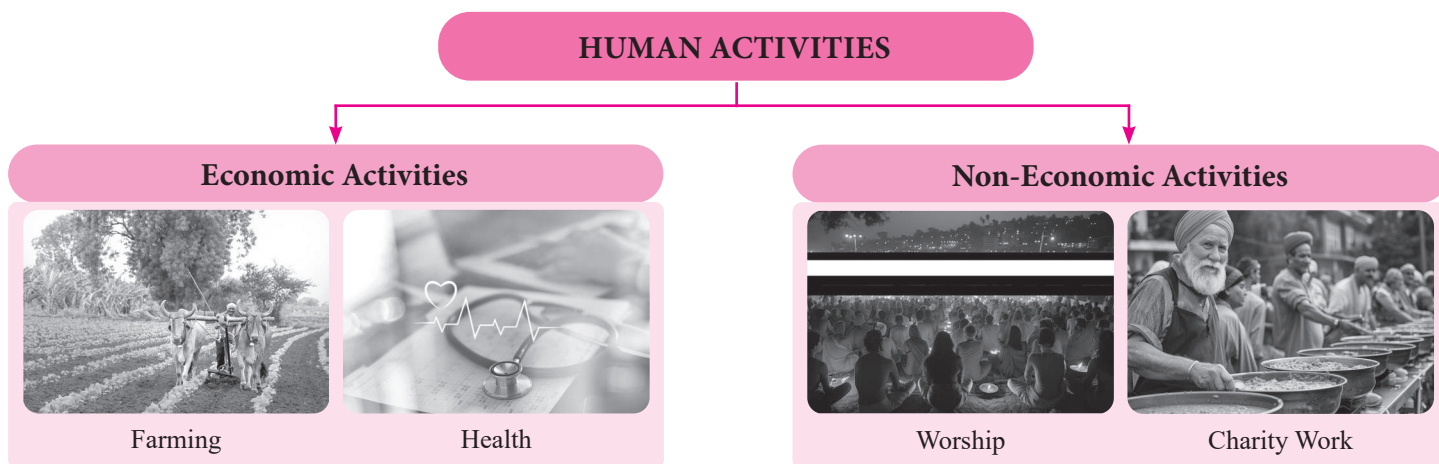 HUMAN ACTIVITIES
Economic Activities
Non-Economic Activities
Farming
Health
Worship
Charity Work